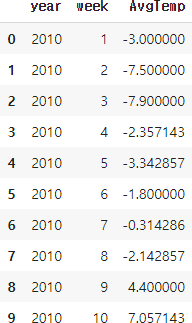 year week AvgTemp
0 2010 1 -3.000000
1 2010 2 -7.500000
2 2010 3 -7.900000
3 2010 4 -2.357143
4 2010 5 -3.342857
5 2010 6 -1.800000
6 2010 7 -0.314286
7 2010 8 -2.142857
8 2010 9 4.400000
9 2010 10 7.057143